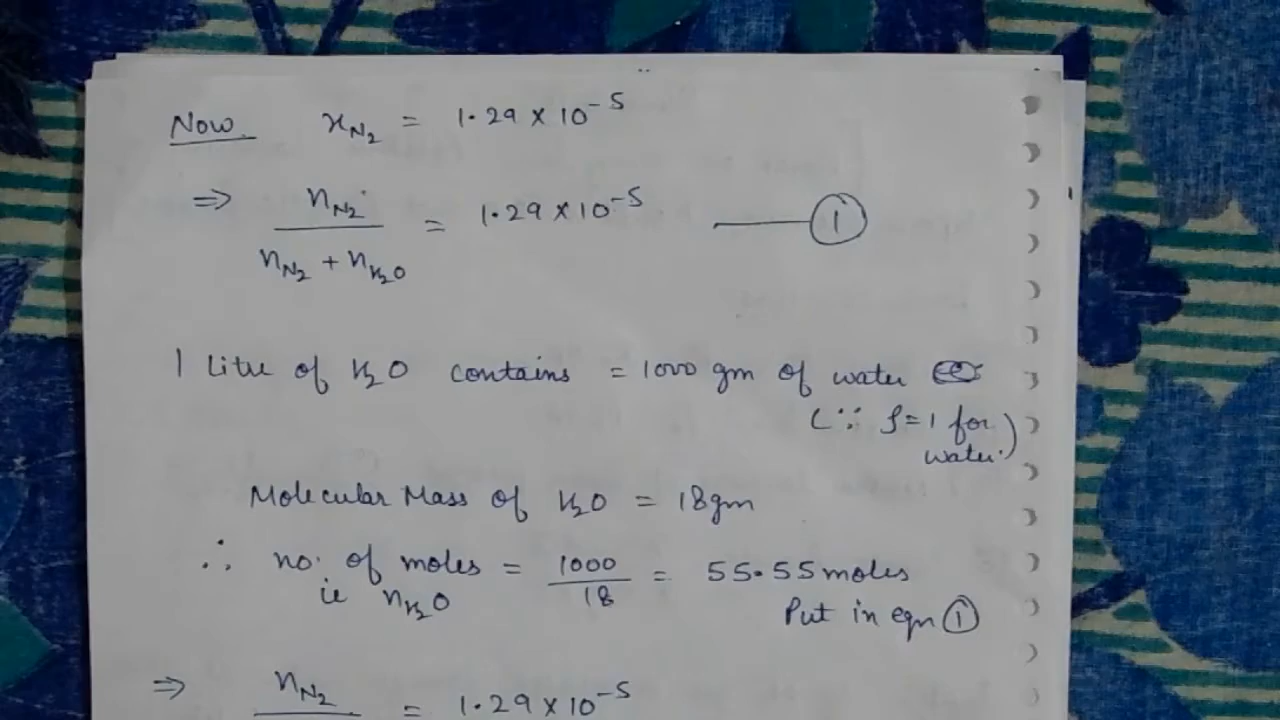 Now. x_N₂ = 1.29 × 10⁻⁵
⇒ n_N₂ / (n_N₂ + n_H₂O) = 1.29 × 10⁻⁵ —— ①
1 Litre of H₂O contains = 1000 gm of water
(∵ ρ=1 for water.)
Molecular Mass of H₂O = 18gm
∴ no. of moles = 1000/18 = 55.55 moles
ie n_H₂O Put in eqn ①
⇒ n_N₂ = 1.29 × 10⁻⁵